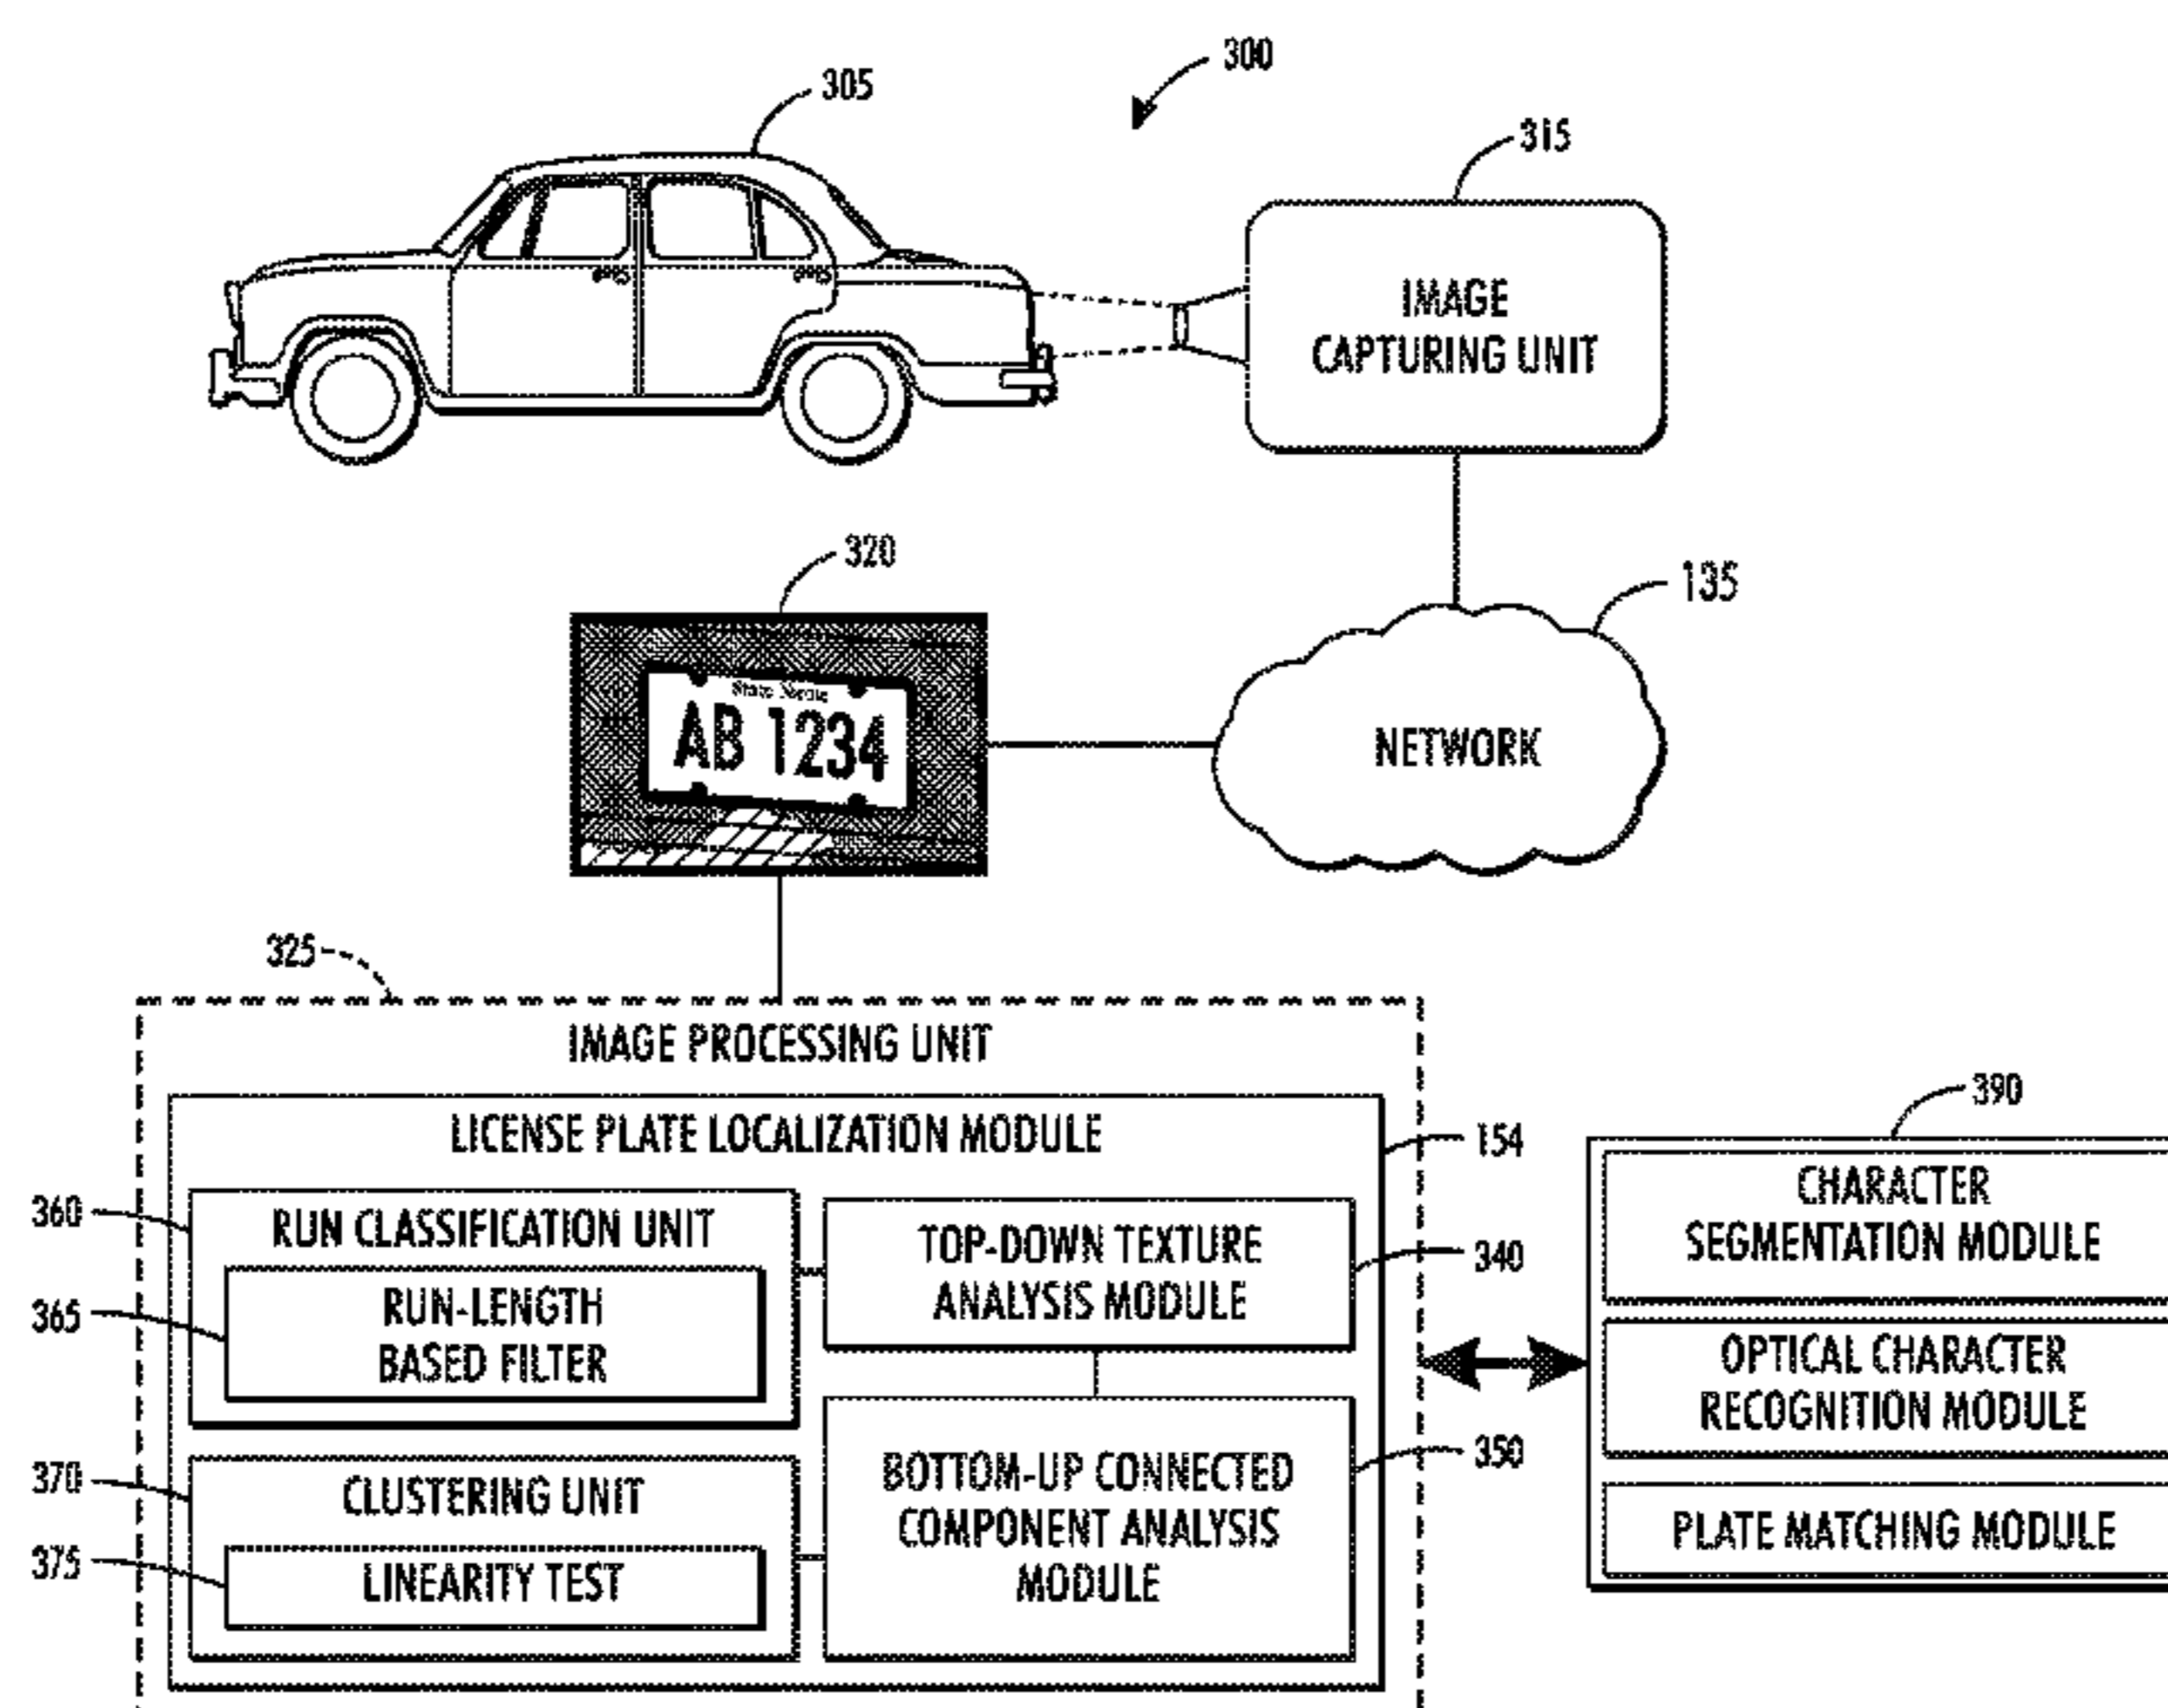 300
305
315
IMAGE
CAPTURING UNIT
320
135
State Name
AB 1234
NETWORK
325
IMAGE PROCESSING UNIT
LICENSE PLATE LOCALIZATION MODULE
154
390
360
RUN CLASSIFICATION UNIT
365
RUN-LENGTH
BASED FILTER
TOP-DOWN TEXTURE
ANALYSIS MODULE
340
370
CLUSTERING UNIT
375
LINEARITY TEST
BOTTOM-UP CONNECTED
COMPONENT ANALYSIS
MODULE
350
CHARACTER
SEGMENTATION MODULE
OPTICAL CHARACTER
RECOGNITION MODULE
PLATE MATCHING MODULE